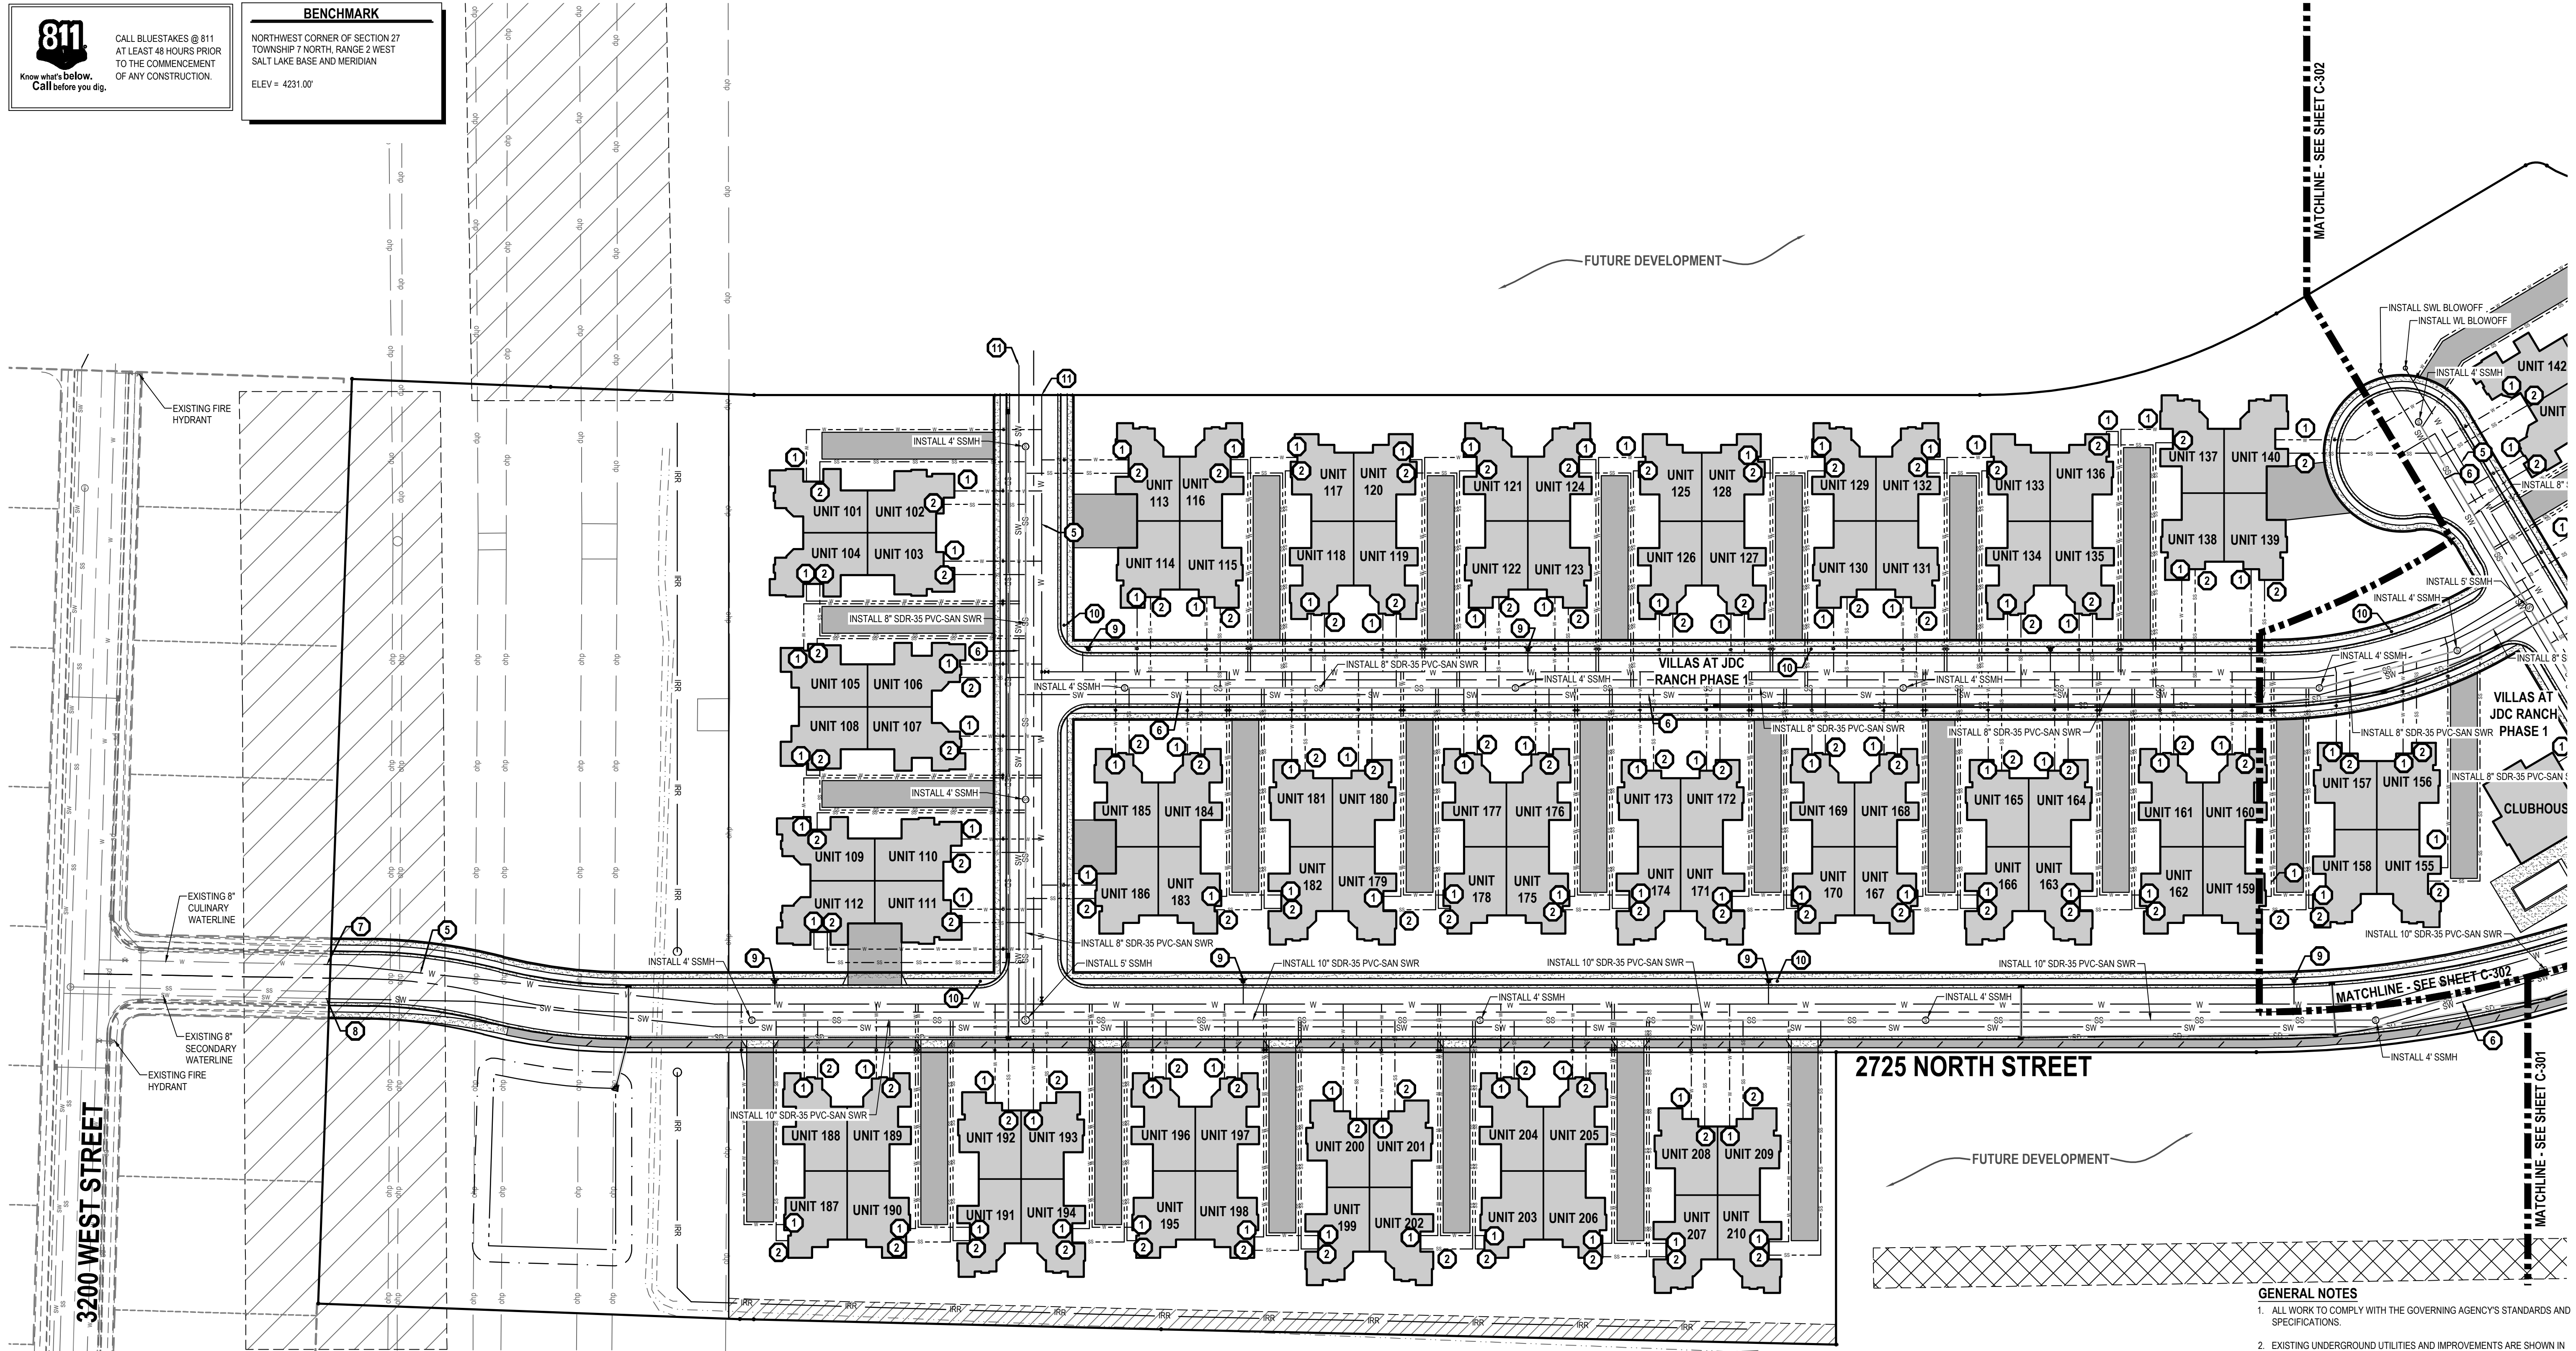 811
Know what's below.
Call before you dig.
CALL BLUESTAKES @ 811
AT LEAST 48 HOURS PRIOR
TO THE COMMENCEMENT
OF ANY CONSTRUCTION.
BENCHMARK
NORTHWEST CORNER OF SECTION 27
TOWNSHIP 7 NORTH, RANGE 2 WEST
SALT LAKE BASE AND MERIDIAN
ELEV = 4231.00'
MATCHLINE - SEE SHEET C-302
FUTURE DEVELOPMENT
INSTALL SWL BLOWOFF
INSTALL WL BLOWOFF
INSTALL 4' SSMH
UNIT 142
UNIT
EXISTING FIRE
HYDRANT
11
11
INSTALL 4' SSMH
UNIT 101
UNIT 102
UNIT 104
UNIT 103
UNIT
113
UNIT
116
UNIT 114
UNIT 115
UNIT
117
UNIT
120
UNIT 118
UNIT 119
UNIT 121
UNIT 124
UNIT 122
UNIT 123
UNIT
125
UNIT
128
UNIT 126
UNIT 127
UNIT 129
UNIT 132
UNIT 130
UNIT 131
UNIT 133
UNIT 136
UNIT 134
UNIT 135
UNIT 137
UNIT 140
UNIT 138
UNIT 139
INSTALL 8"
INSTALL 5' SSMH
INSTALL 4' SSMH
INSTALL 8" SDR-35 PVC-SAN SWR
INSTALL 4' SSMH
INSTALL 8" SDR-35 PVC-SAN SWR
INSTALL 4' SSMH
VILLAS AT JDC
RANCH PHASE 1
INSTALL 4' SSMH
INSTALL 4' SSMH
INSTALL 8" S
INSTALL 8" SDR-35 PVC-SAN SWR
INSTALL 8" SDR-35 PVC-SAN SWR
INSTALL 8" SDR-35 PVC-SAN SWR
VILLAS AT
JDC RANCH
PHASE 1
INSTALL 8" SDR-35 PVC-SAN S
CLUBHOUS
UNIT 105
UNIT 106
UNIT 108
UNIT 107
INSTALL 4' SSMH
UNIT 109
UNIT 110
UNIT 112
UNIT 111
UNIT 185
UNIT 184
UNIT 186
UNIT
183
UNIT 181
UNIT 180
UNIT
182
UNIT 179
UNIT 177
UNIT 176
UNIT
178
UNIT
175
UNIT 173
UNIT 172
UNIT
174
UNIT
171
UNIT 169
UNIT 168
UNIT
170
UNIT
167
UNIT 165
UNIT 164
UNIT
166
UNIT
163
UNIT 161
UNIT 160
UNIT
162
UNIT 159
UNIT 157
UNIT 156
UNIT 158
UNIT 155
EXISTING 8"
CULINARY
WATERLINE
EXISTING 8"
SECONDARY
WATERLINE
EXISTING FIRE
HYDRANT
3200 WEST STREET
INSTALL 4' SSMH
INSTALL 8" SDR-35 PVC-SAN SWR
INSTALL 5' SSMH
INSTALL 10" SDR-35 PVC-SAN SWR
INSTALL 4' SSMH
INSTALL 10" SDR-35 PVC-SAN SWR
INSTALL 4' SSMH
INSTALL 10" SDR-35 PVC-SAN SWR
INSTALL 10" SDR-35 PVC-SAN SWR
MATCHLINE - SEE SHEET C-302
INSTALL 4' SSMH
2725 NORTH STREET
INSTALL 10" SDR-35 PVC-SAN SWR
UNIT 188
UNIT 189
UNIT 187
UNIT 190
UNIT 192
UNIT 193
UNIT 191
UNIT 194
UNIT 196
UNIT 197
UNIT
195
UNIT 198
UNIT 200
UNIT 201
UNIT
199
UNIT 202
UNIT 204
UNIT 205
UNIT 203
UNIT 206
UNIT 208
UNIT 209
UNIT
207
UNIT
210
FUTURE DEVELOPMENT
MATCHLINE - SEE SHEET C-301
GENERAL NOTES
1. ALL WORK TO COMPLY WITH THE GOVERNING AGENCY'S STANDARDS AND
SPECIFICATIONS.
2. EXISTING UNDERGROUND UTILITIES AND IMPROVEMENTS ARE SHOWN IN